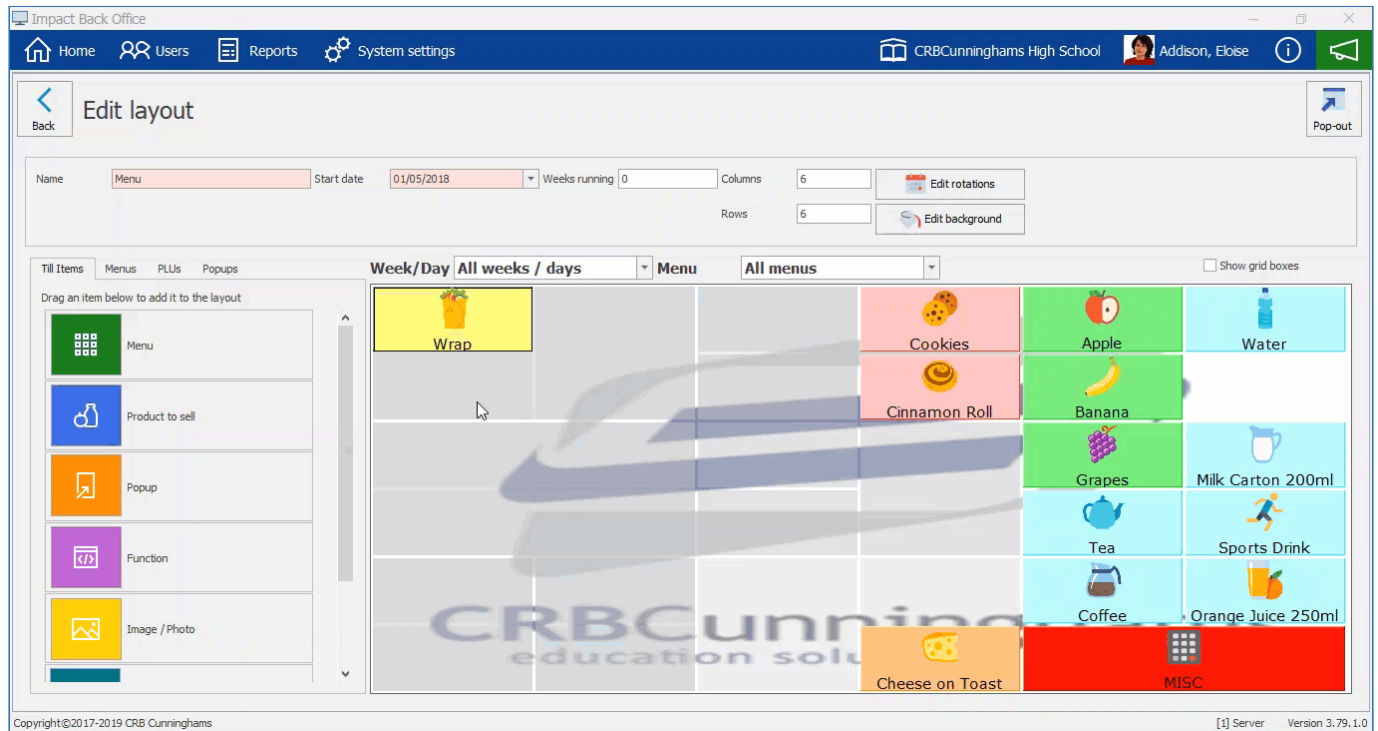 Impact Back Office
Home Users Reports System settings CRBCunninghams High School Addison, Eloise
Back Edit layout Pop-out
Name Menu Start date 01/05/2018 Weeks running 0 Columns 6 Edit rotations
Rows 6 Edit background
Till Items Menus PLUs Popups Week/Day All weeks / days Menu All menus Show grid boxes
Drag an item below to add it to the layout
Menu
Product to sell
Popup
Function
Image / Photo
Wrap Cookies Apple Water
Cinnamon Roll Banana
Grapes Milk Carton 200ml
Tea Sports Drink
Coffee Orange Juice 250ml
CRBCunning
education solu
Cheese on Toast MISC
Copyright©2017-2019 CRB Cunninghams [1] Server Version 3.79.1.0